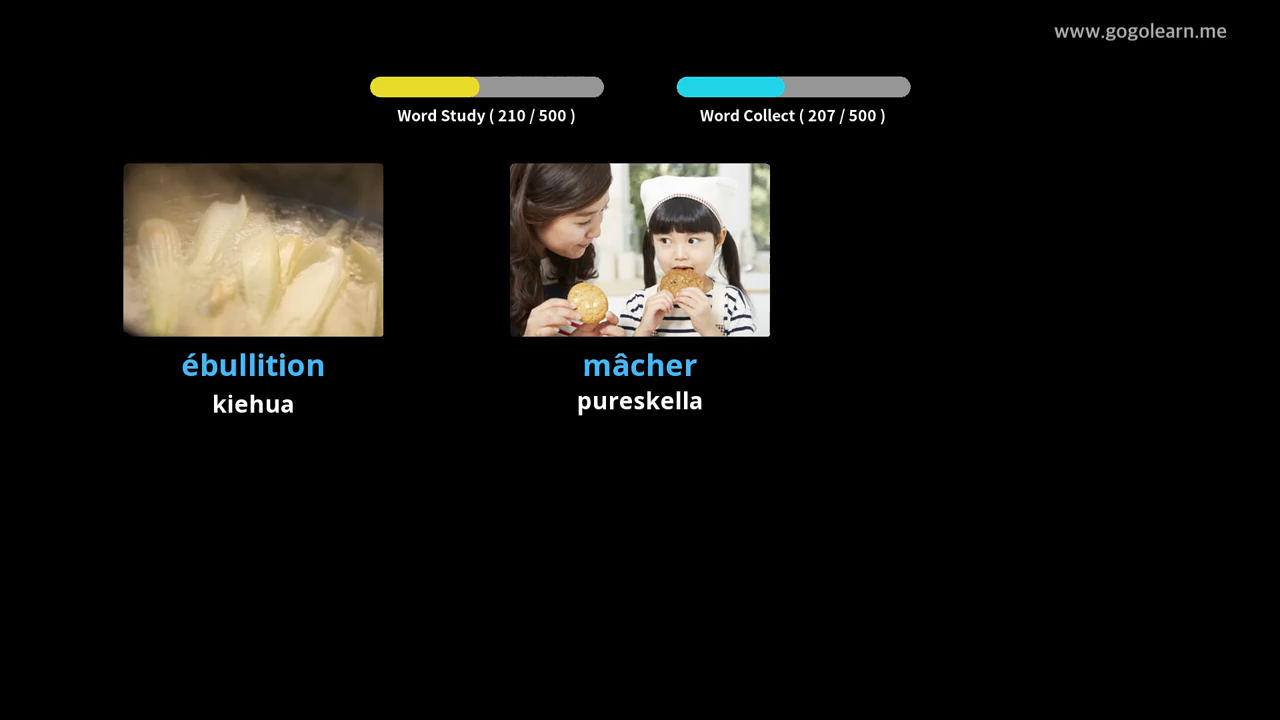 www.gogolearn.me
Word Study ( 210 / 500 )
Word Collect ( 207 / 500 )
ébullition
kiehua
mâcher
pureskella